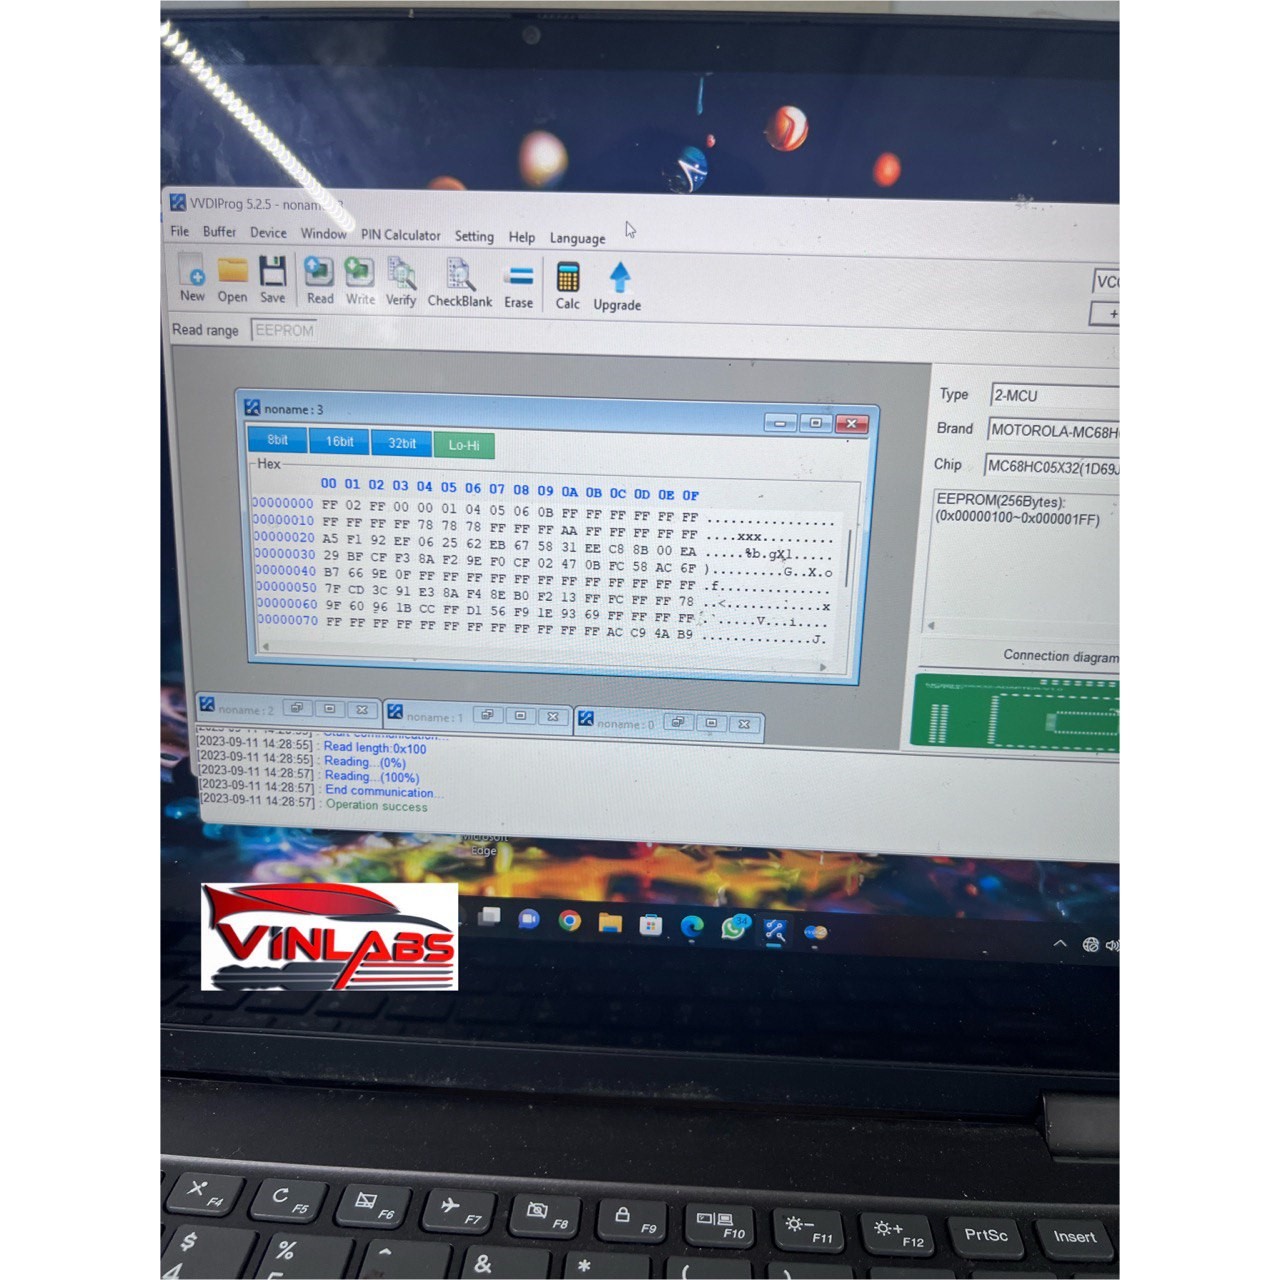 VVDIProg 5.2.5 - noname
File Buffer Device Window PIN Calculator Setting Help Language
New Open Save Read Write Verify CheckBlank Erase Calc Upgrade
Read range EEPROM
Type 2-MCU
Brand MOTOROLA-MC68H
Chip MC68HC05X32(1D69J
EEPROM(256Bytes):
(0x00000100~0x000001FF)
Connection diagram
noname : 3
8bit 16bit 32bit Lo-Hi
Hex
00 01 02 03 04 05 06 07 08 09 0A 0B 0C 0D 0E 0F
00000000 FF 02 FF 00 00 01 04 05 06 0B FF FF FF FF FF FF ................
00000010 FF FF FF FF 78 78 78 FF FF FF AA FF FF FF FF FF ....xxx.........
00000020 A5 F1 92 EF 06 25 62 EB 67 58 31 EE C8 8B 00 EA
00000030 29 BF CF F3 8A F2 9E F0 CF 02 47 0B FC 58 AC 6F ).........G..X.o
00000040 B7 66 9E 0F FF FF FF FF FF FF FF FF FF FF FF FF .f..............
00000050 7F CD 3C 91 E3 8A F4 8E B0 F2 13 FF FC FF FF 78 ..<............x
00000060 9F 60 96 1B CC FF D1 56 F9 1E 93 69 FF FF FF FF .`.....V...i....
00000070 FF FF FF FF FF FF FF FF FF FF FF FF AC C9 4A B9 ..............J.
noname : 2 noname : 1 noname : 0
[2023-09-11 14:28:55] : Start communication...
[2023-09-11 14:28:55] : Read length:0x100
[2023-09-11 14:28:55] : Reading...(0%)
[2023-09-11 14:28:57] : Reading...(100%)
[2023-09-11 14:28:57] : End communication...
[2023-09-11 14:28:57] : Operation success
Microsoft
Edge
34
VINLABS
F4 F5 F6 F7 F8 F9 F10 F11 F12 PrtSc Insert
$ % ^ & * ( )
4